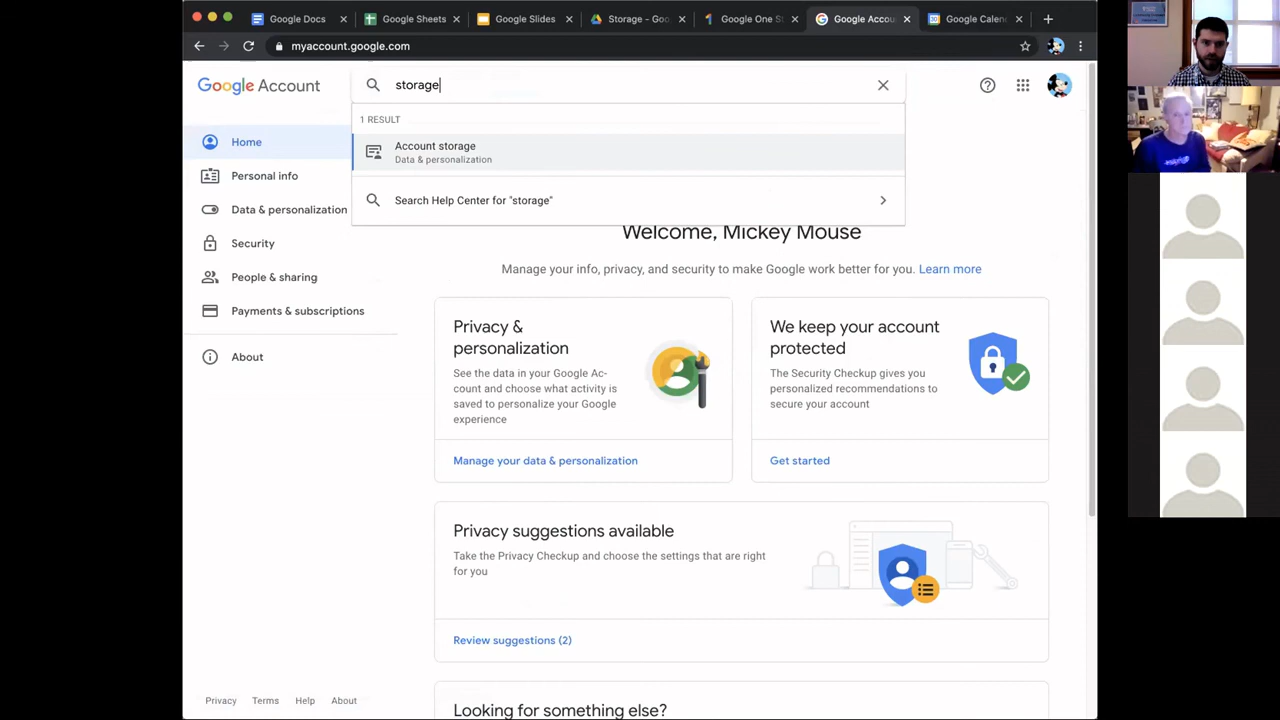 Google Docs
Google Sheets
Google Slides
Storage - Goo
Google One S
Google Accou
Google Calen
myaccount.google.com
Google Account
storage
1 RESULT
Account storage
Data & personalization
Search Help Center for "storage"
Home
Personal info
Data & personalization
Security
People & sharing
Payments & subscriptions
About
Welcome, Mickey Mouse
Manage your info, privacy, and security to make Google work better for you. Learn more
Privacy &
personalization
See the data in your Google Ac-
count and choose what activity is
saved to personalize your Google
experience
Manage your data & personalization
We keep your account
protected
The Security Checkup gives you
personalized recommendations to
secure your account
Get started
Privacy suggestions available
Take the Privacy Checkup and choose the settings that are right
for you
Review suggestions (2)
Looking for something else?
Privacy Terms Help About